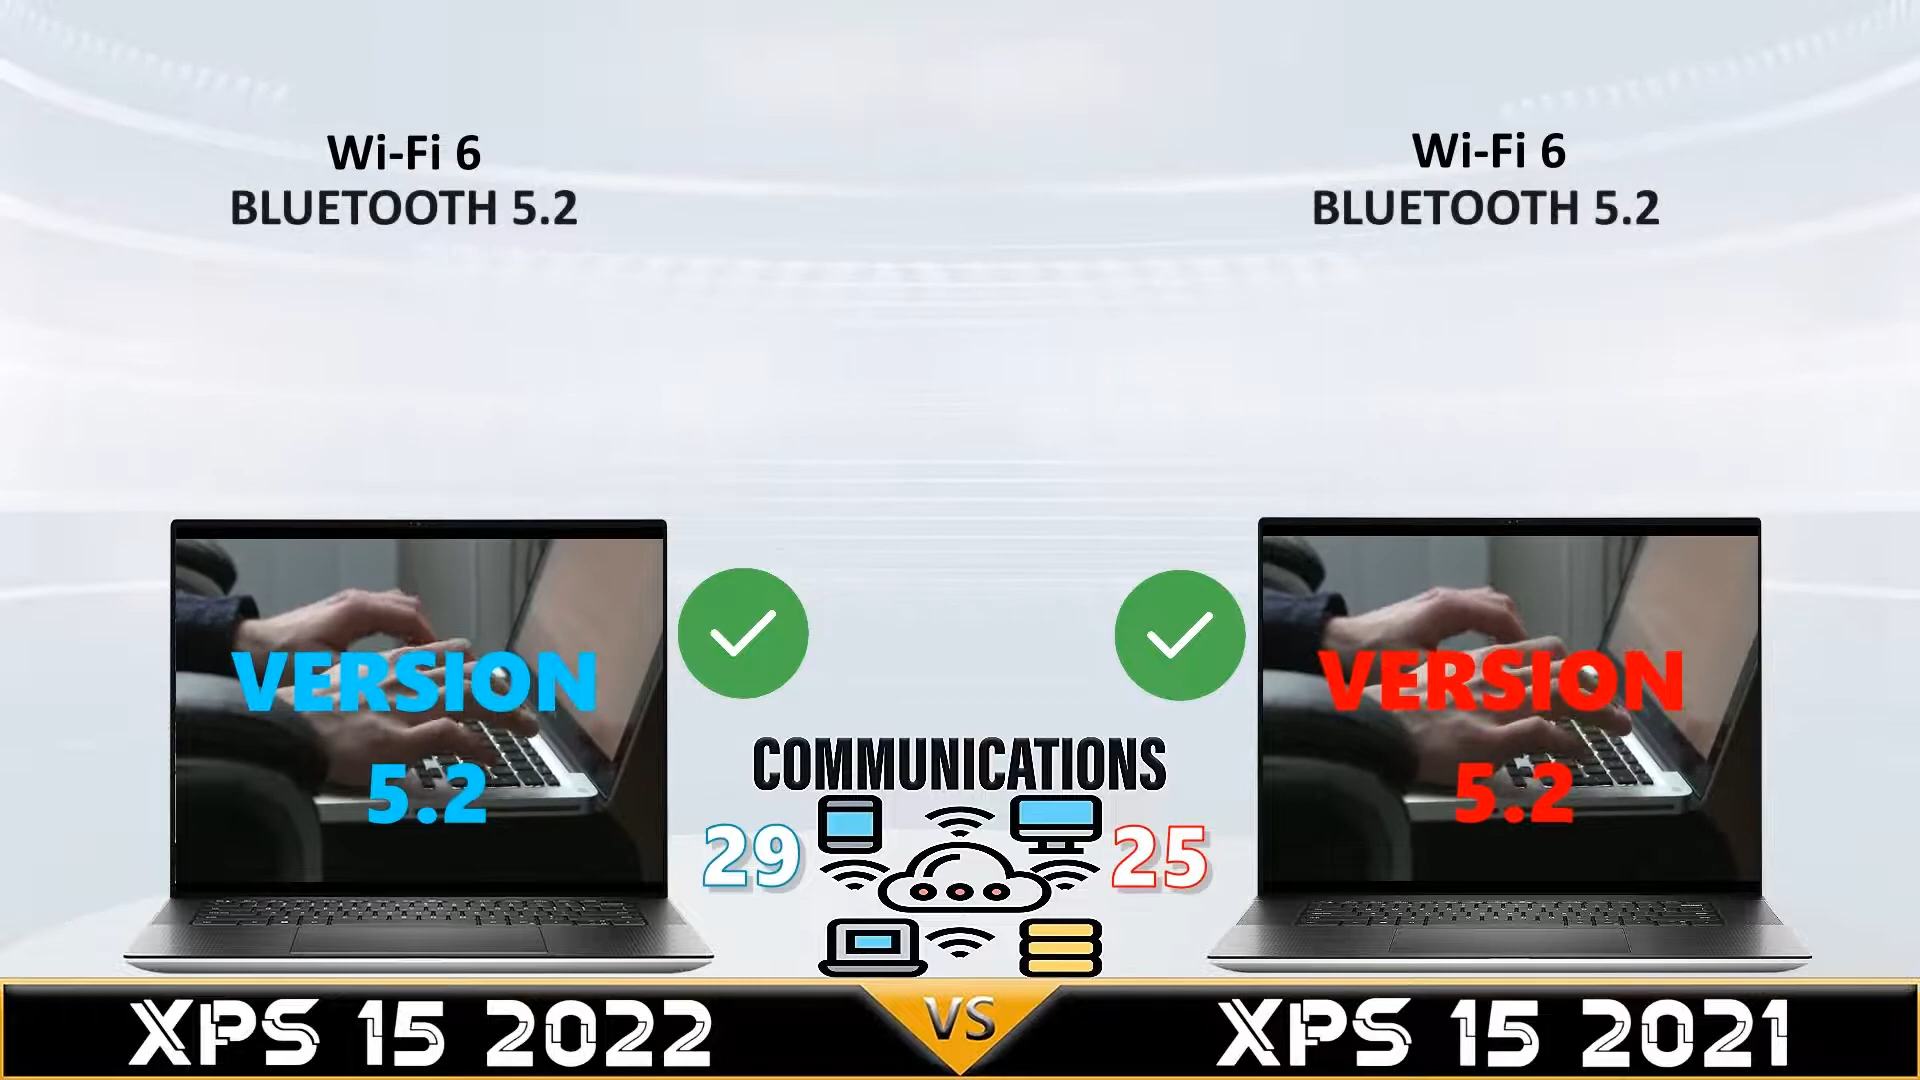 Wi-Fi 6
BLUETOOTH 5.2
Wi-Fi 6
BLUETOOTH 5.2
VERSION
5.2
VERSION
5.2
COMMUNICATIONS
29
25
XPS 15 2022
VS
XPS 15 2021